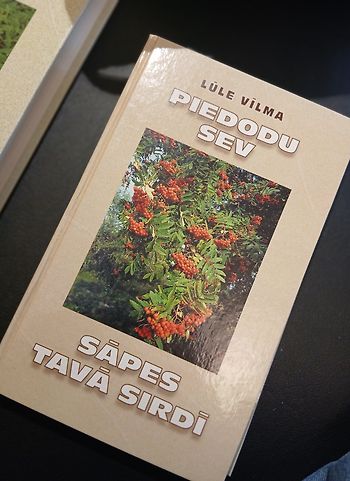 LŪLE VĪLMA
PIEDODU
SEV
SĀPES
TAVĀ SIRDĪ